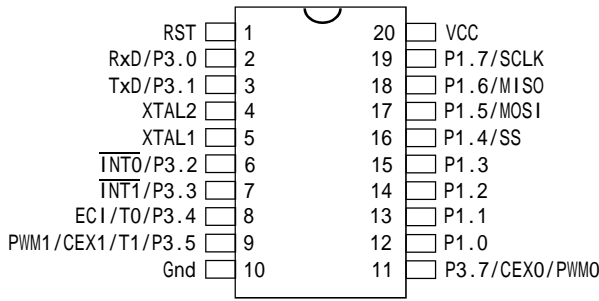 RST 1 20 VCC
RxD/P3.0 2 19 P1.7/SCLK
TxD/P3.1 3 18 P1.6/MISO
XTAL2 4 17 P1.5/MOSI
XTAL1 5 16 P1.4/SS
INT0/P3.2 6 15 P1.3
INT1/P3.3 7 14 P1.2
ECI/T0/P3.4 8 13 P1.1
PWM1/CEX1/T1/P3.5 9 12 P1.0
Gnd 10 11 P3.7/CEX0/PWM0